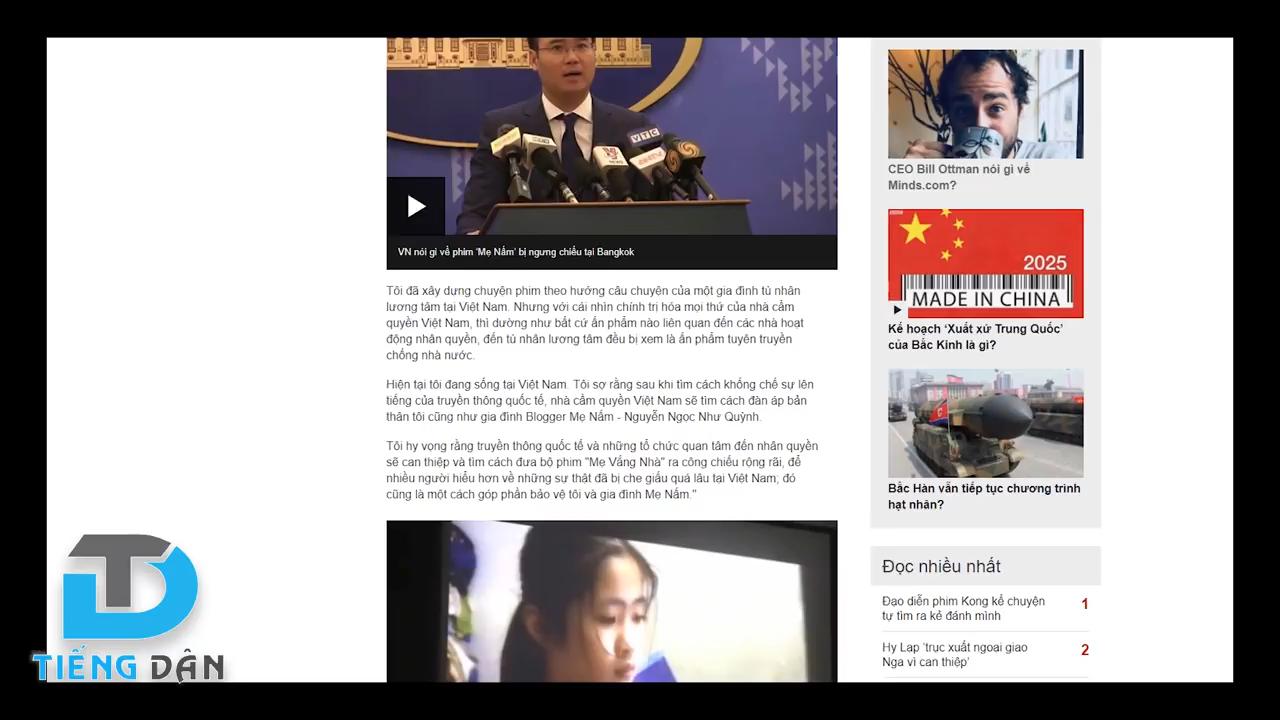 VTC
NEWS
VN nói gì về phim 'Mẹ Nấm' bị ngưng chiếu tại Bangkok
Tôi đã xây dựng chuyện phim theo hướng câu chuyện của một gia đình tù nhân
lương tâm tại Việt Nam. Nhưng với cái nhìn chính trị hóa mọi thứ của nhà cầm
quyền Việt Nam, thì dường như bất cứ ấn phẩm nào liên quan đến các nhà hoạt
động nhân quyền, đến tù nhân lương tâm đều bị xem là ấn phẩm tuyên truyền
chống nhà nước.
Hiện tại tôi đang sống tại Việt Nam. Tôi sợ rằng sau khi tìm cách khống chế sự lên
tiếng của truyền thông quốc tế, nhà cầm quyền Việt Nam sẽ tìm cách đàn áp bản
thân tôi cũng như gia đình Blogger Mẹ Nấm - Nguyễn Ngọc Như Quỳnh.
Tôi hy vọng rằng truyền thông quốc tế và những tổ chức quan tâm đến nhân quyền
sẽ can thiệp và tìm cách đưa bộ phim "Mẹ Vắng Nhà" ra công chiếu rộng rãi, để
nhiều người hiểu hơn về những sự thật đã bị che giấu quá lâu tại Việt Nam; đó
cũng là một cách góp phần bảo vệ tôi và gia đình Mẹ Nấm."
CEO Bill Ottman nói gì về
Minds.com?
2025
MADE IN CHINA
Kế hoạch 'Xuất xứ Trung Quốc'
của Bắc Kinh là gì?
Bắc Hàn vẫn tiếp tục chương trình
hạt nhân?
Đọc nhiều nhất
Đạo diễn phim Kong kể chuyện
tự tìm ra kẻ đánh mình
1
Hy Lạp 'trục xuất ngoại giao
Nga vì can thiệp'
2
TIẾNG DÂN